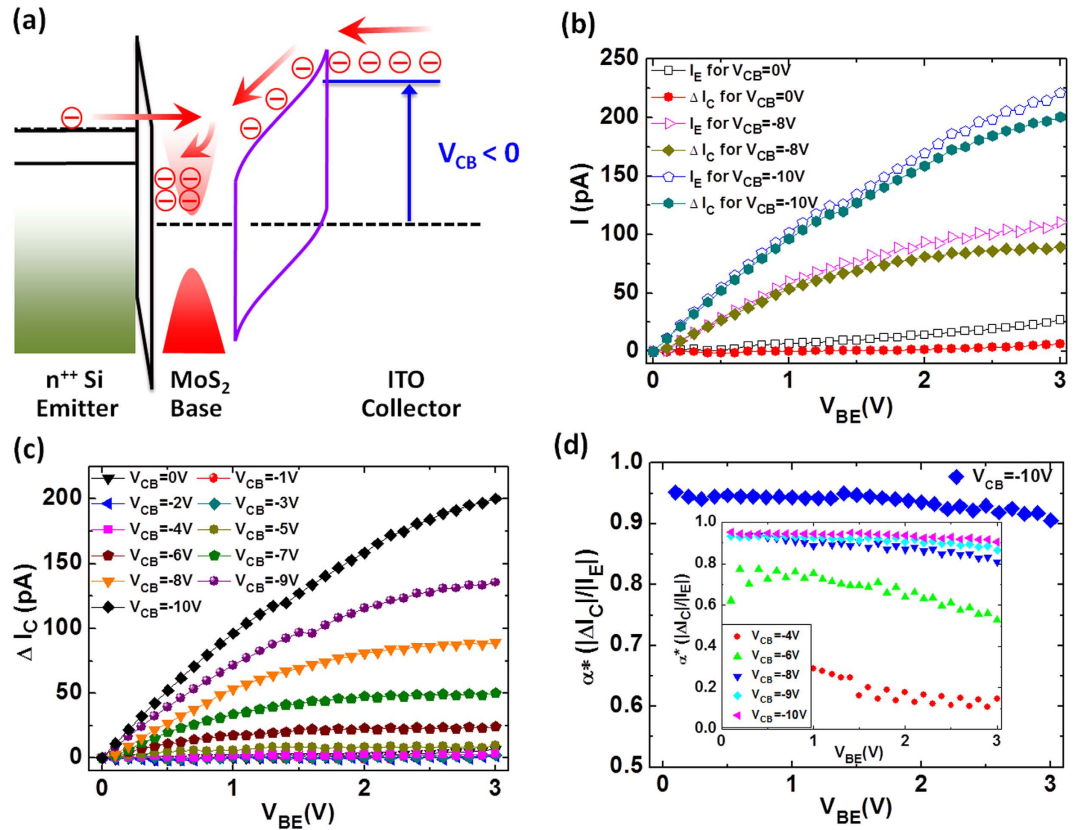 (a)
V_CB < 0
n⁺⁺ Si
Emitter
MoS₂
Base
ITO
Collector
(b)
I_E for V_CB=0V
Δ I_C for V_CB=0V
I_E for V_CB=-8V
Δ I_C for V_CB=-8V
I_E for V_CB=-10V
Δ I_C for V_CB=-10V
I (pA)
250
200
150
100
50
0
0 1 2 3
V_BE(V)
(c)
V_CB=0V V_CB=-1V
V_CB=-2V V_CB=-3V
V_CB=-4V V_CB=-5V
V_CB=-6V V_CB=-7V
V_CB=-8V V_CB=-9V
V_CB=-10V
Δ I_C (pA)
200
150
100
50
0
0 1 2 3
V_BE(V)
(d)
V_CB=-10V
α* (|ΔI_C|/|I_E|)
1.0
0.9
0.8
0.7
0.6
0.5
0 1 2 3
V_BE(V)
α* (|ΔI_C|/|I_E|)
1.0
0.8
0.6
0.4
0.2
0.0
V_CB=-4V
V_CB=-6V
V_CB=-8V
V_CB=-9V
V_CB=-10V
0 1 2 3
V_BE(V)